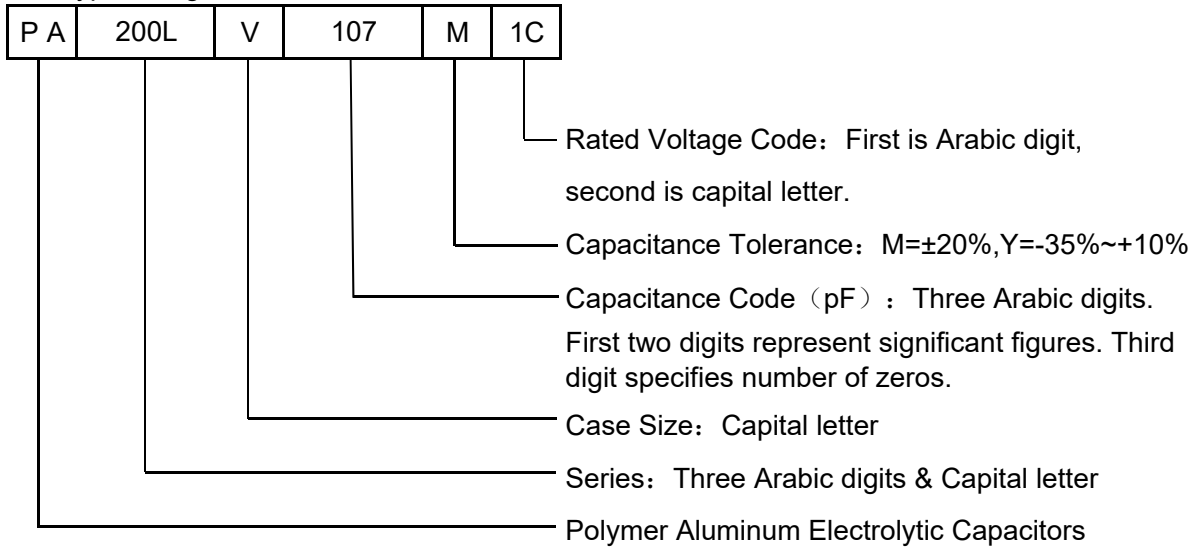 P A 200L V 107 M 1C
Rated Voltage Code：First is Arabic digit,
second is capital letter.
Capacitance Tolerance：M=±20%,Y=-35%~+10%
Capacitance Code（pF）：Three Arabic digits.
First two digits represent significant figures. Third
digit specifies number of zeros.
Case Size：Capital letter
Series：Three Arabic digits & Capital letter
Polymer Aluminum Electrolytic Capacitors